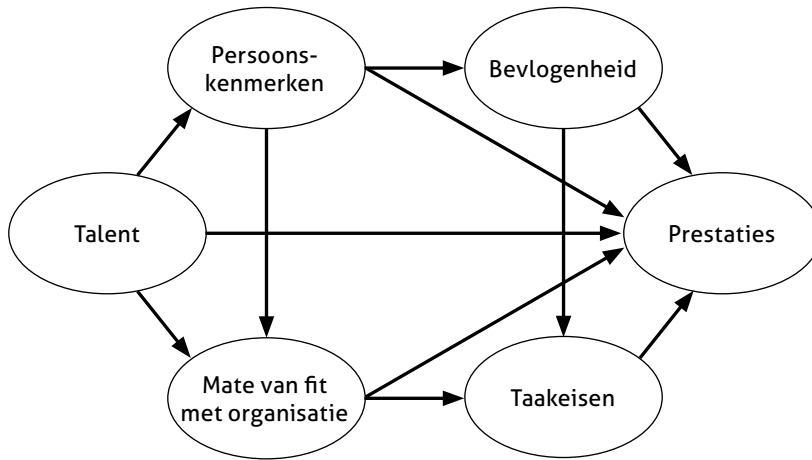 Persoons-
kenmerken
Bevlogenheid
Talent
Prestaties
Mate van fit
met organisatie
Taakeisen